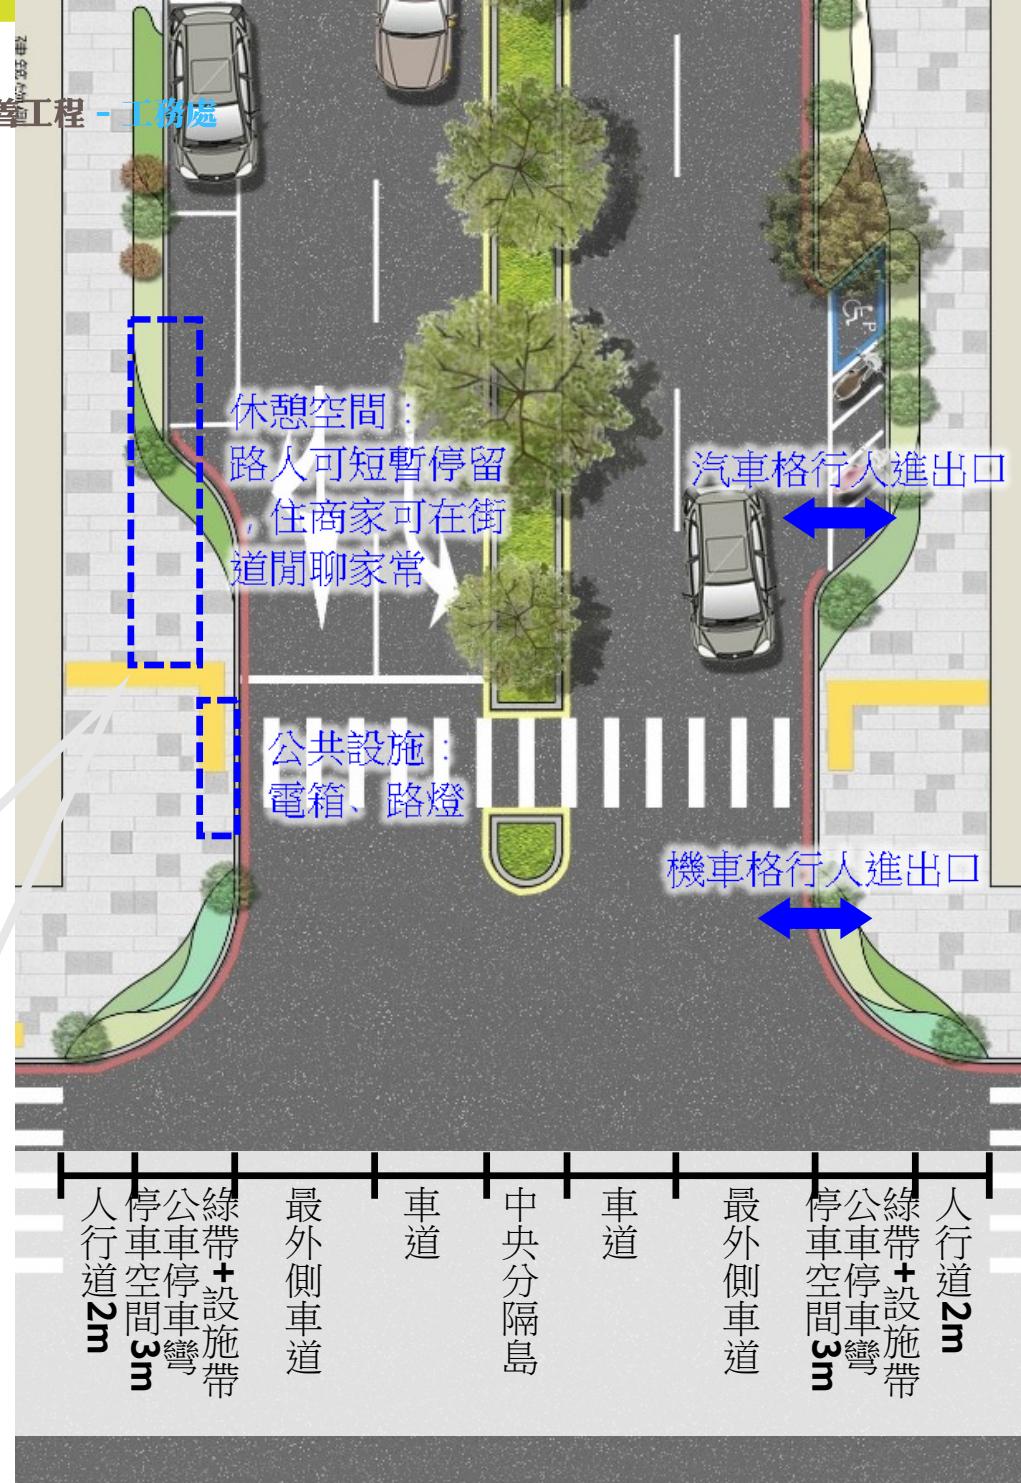 善工程 - 工務處
休憩空間：
路人可短暫停留
，住商家可在街
道閒聊家常
汽車格行人進出口
P
公共設施：
電箱、路燈
機車格行人進出口
人行道2m
停車空間3m
公車停車彎
綠帶+設施帶
最外側車道
車道
中央分隔島
車道
最外側車道
停車空間3m
公車停車彎
綠帶+設施帶
人行道2m